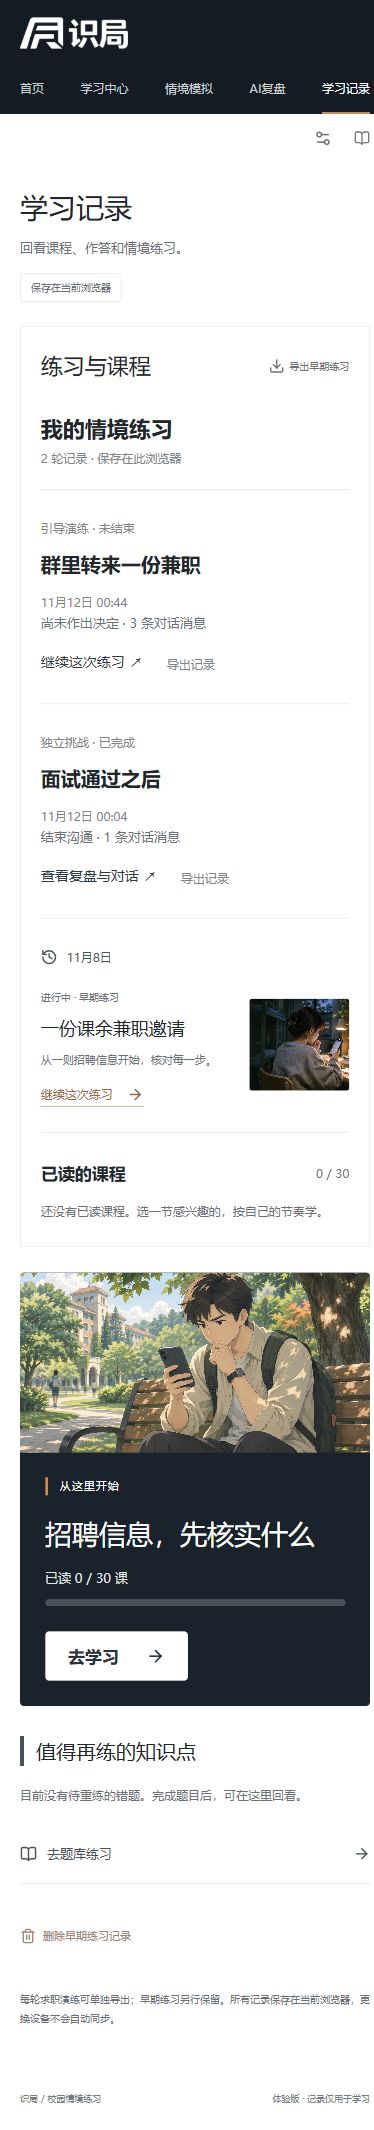 识局
首页 学习中心 情境模拟 AI复盘 学习记录
学习记录
回看课程、作答和情境练习。
保存在当前浏览器
练习与课程
导出早期练习
我的情境练习
2 轮记录 · 保存在此浏览器
引导演练 · 未结束
群里转来一份兼职
11月12日 00:44
尚未作出决定 · 3 条对话消息
继续这次练习 ↗ 导出记录
独立挑战 · 已完成
面试通过之后
11月12日 00:04
结束沟通 · 1 条对话消息
查看复盘与对话 ↗ 导出记录
11月8日
进行中 · 早期练习
一份课余兼职邀请
从一则招聘信息开始，核对每一步。
继续这次练习 →
已读的课程 0 / 30
还没有已读课程。选一节感兴趣的，按自己的节奏学。
从这里开始
招聘信息，先核实什么
已读 0 / 30 课
去学习 →
值得再练的知识点
目前没有待重练的错题。完成题目后，可在这里回看。
去题库练习 →
删除早期练习记录
每轮求职演练可单独导出；早期练习另行保留。所有记录保存在当前浏览器，更
换设备不会自动同步。
识局 / 校园情境练习 体验版 · 记录仅用于学习